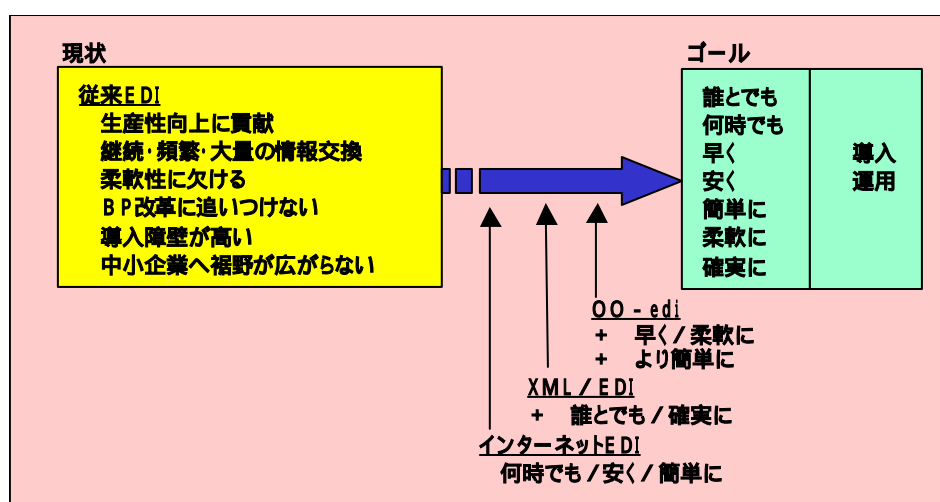 現状
従来EDI
生産性向上に貢献
継続・頻繁・大量の情報交換
柔軟性に欠ける
BP改革に追いつけない
導入障壁が高い
中小企業へ裾野が広がらない
ゴール
誰とでも
何時でも
早く
安く
簡単に
柔軟に
確実に
導入
運用
OO-edi
+ 早く/柔軟に
+ より簡単に
XML/EDI
+ 誰とでも/確実に
インターネットEDI
何時でも/安く/簡単に